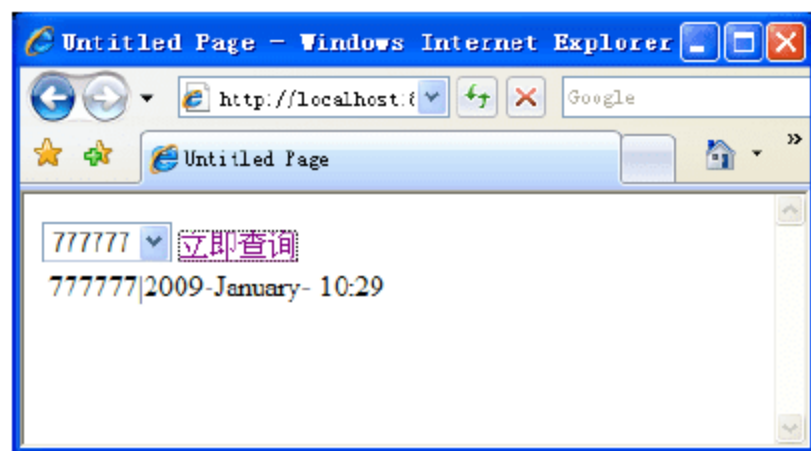 Untitled Page - Windows Internet Explorer
http://localhost:8
Google
Untitled Page
»
777777 立即查询
777777|2009-January- 10:29